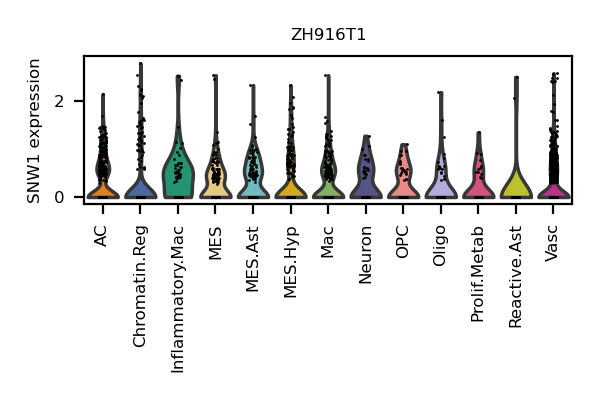 ZH916T1
SNW1 expression
2
0
AC
Chromatin.Reg
Inflammatory.Mac
MES
MES.Ast
MES.Hyp
Mac
Neuron
OPC
Oligo
Prolif.Metab
Reactive.Ast
Vasc